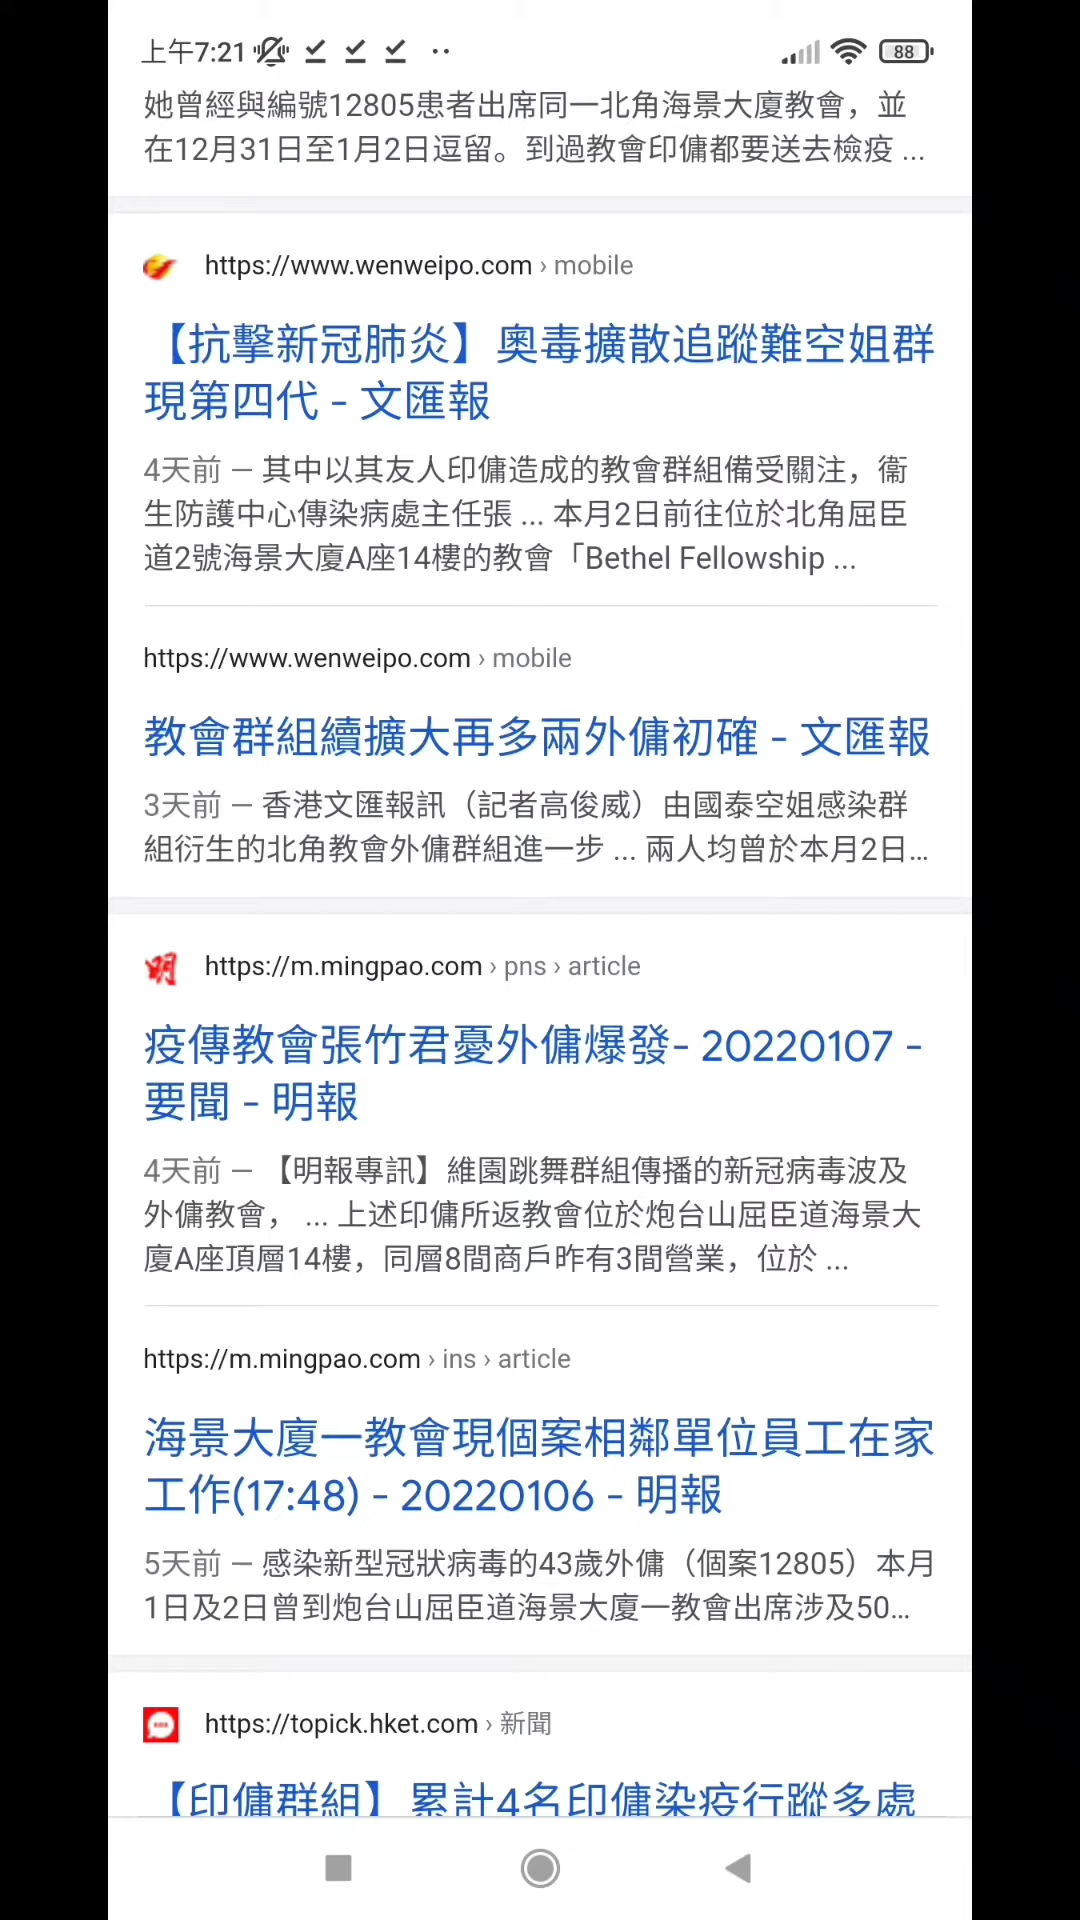 上午7:21
88
她曾經與編號12805患者出席同一北角海景大廈教會，並
在12月31日至1月2日逗留。到過教會印傭都要送去檢疫 ...
https://www.wenweipo.com › mobile
【抗擊新冠肺炎】奧毒擴散追蹤難空姐群
現第四代 - 文匯報
4天前 — 其中以其友人印傭造成的教會群組備受關注，衞
生防護中心傳染病處主任張 ... 本月2日前往位於北角屈臣
道2號海景大廈A座14樓的教會「Bethel Fellowship ...
https://www.wenweipo.com › mobile
教會群組續擴大再多兩外傭初確 - 文匯報
3天前 — 香港文匯報訊（記者高俊威）由國泰空姐感染群
組衍生的北角教會外傭群組進一步 ... 兩人均曾於本月2日...
https://m.mingpao.com › pns › article
疫傳教會張竹君憂外傭爆發- 20220107 -
要聞 - 明報
4天前 — 【明報專訊】維園跳舞群組傳播的新冠病毒波及
外傭教會， ... 上述印傭所返教會位於炮台山屈臣道海景大
廈A座頂層14樓，同層8間商戶昨有3間營業，位於 ...
https://m.mingpao.com › ins › article
海景大廈一教會現個案相鄰單位員工在家
工作(17:48) - 20220106 - 明報
5天前 — 感染新型冠狀病毒的43歲外傭（個案12805）本月
1日及2日曾到炮台山屈臣道海景大廈一教會出席涉及50...
https://topick.hket.com › 新聞
【印傭群組】累計4名印傭染疫行蹤多處